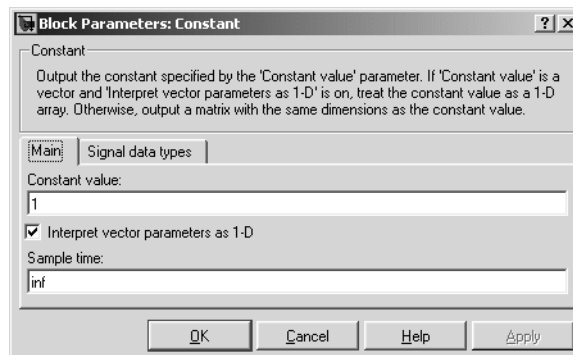 Block Parameters: Constant
Constant
Output the constant specified by the 'Constant value' parameter. If 'Constant value' is a
vector and 'Interpret vector parameters as 1-D' is on, treat the constant value as a 1-D
array. Otherwise, output a matrix with the same dimensions as the constant value.
Main
Signal data types
Constant value:
1
Interpret vector parameters as 1-D
Sample time:
inf
OK
Cancel
Help
Apply